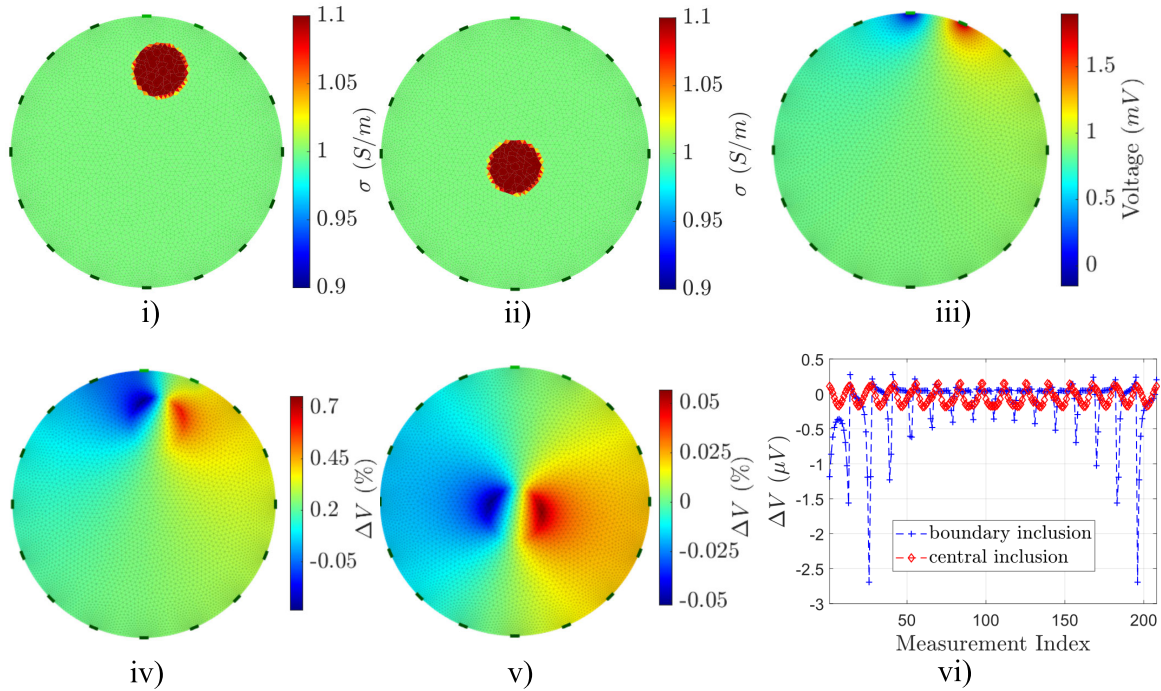 1.1
1.05
1
0.95
0.9
σ (S/m)
i)
1.1
1.05
1
0.95
0.9
σ (S/m)
ii)
1.5
1
0.5
0
Voltage (mV)
iii)
0.7
0.45
0.2
-0.05
ΔV (%)
iv)
0.05
0.025
0
-0.025
-0.05
ΔV (%)
v)
0.5
0
-0.5
-1
-1.5
-2
-2.5
-3
ΔV (μV)
boundary inclusion
central inclusion
50 100 150 200
Measurement Index
vi)